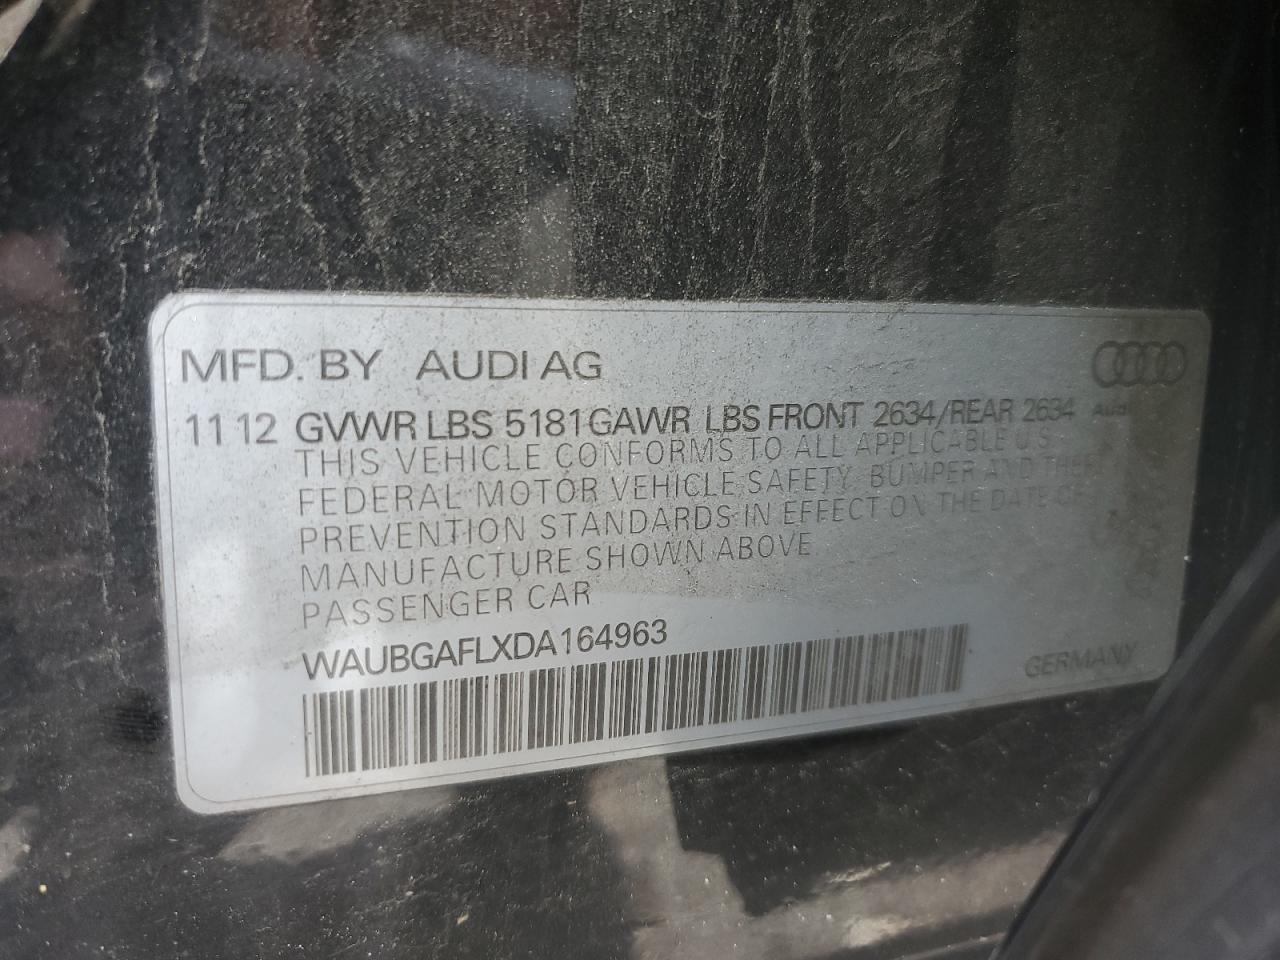 MFD. BY AUDI AG
11 12 GVWR LBS 5181 GAWR LBS FRONT 2634/REAR 2634 Audi
THIS VEHICLE CONFORMS TO ALL APPLICABLE U.S.
FEDERAL MOTOR VEHICLE SAFETY, BUMPER AND THEFT
PREVENTION STANDARDS IN EFFECT ON THE DATE OF
MANUFACTURE SHOWN ABOVE
PASSENGER CAR
WAUBGAFLXDA164963
GERMANY